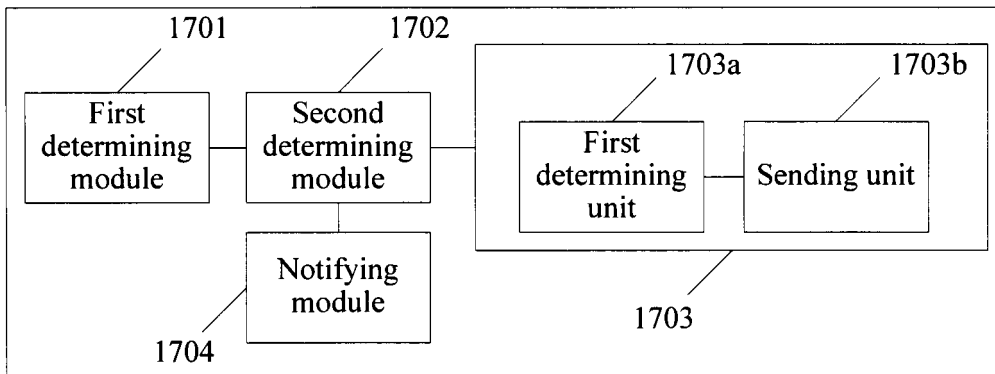 1701
1702
1703a
1703b
First
determining
module
Second
determining
module
First
determining
unit
Sending unit
Notifying
module
1704
1703